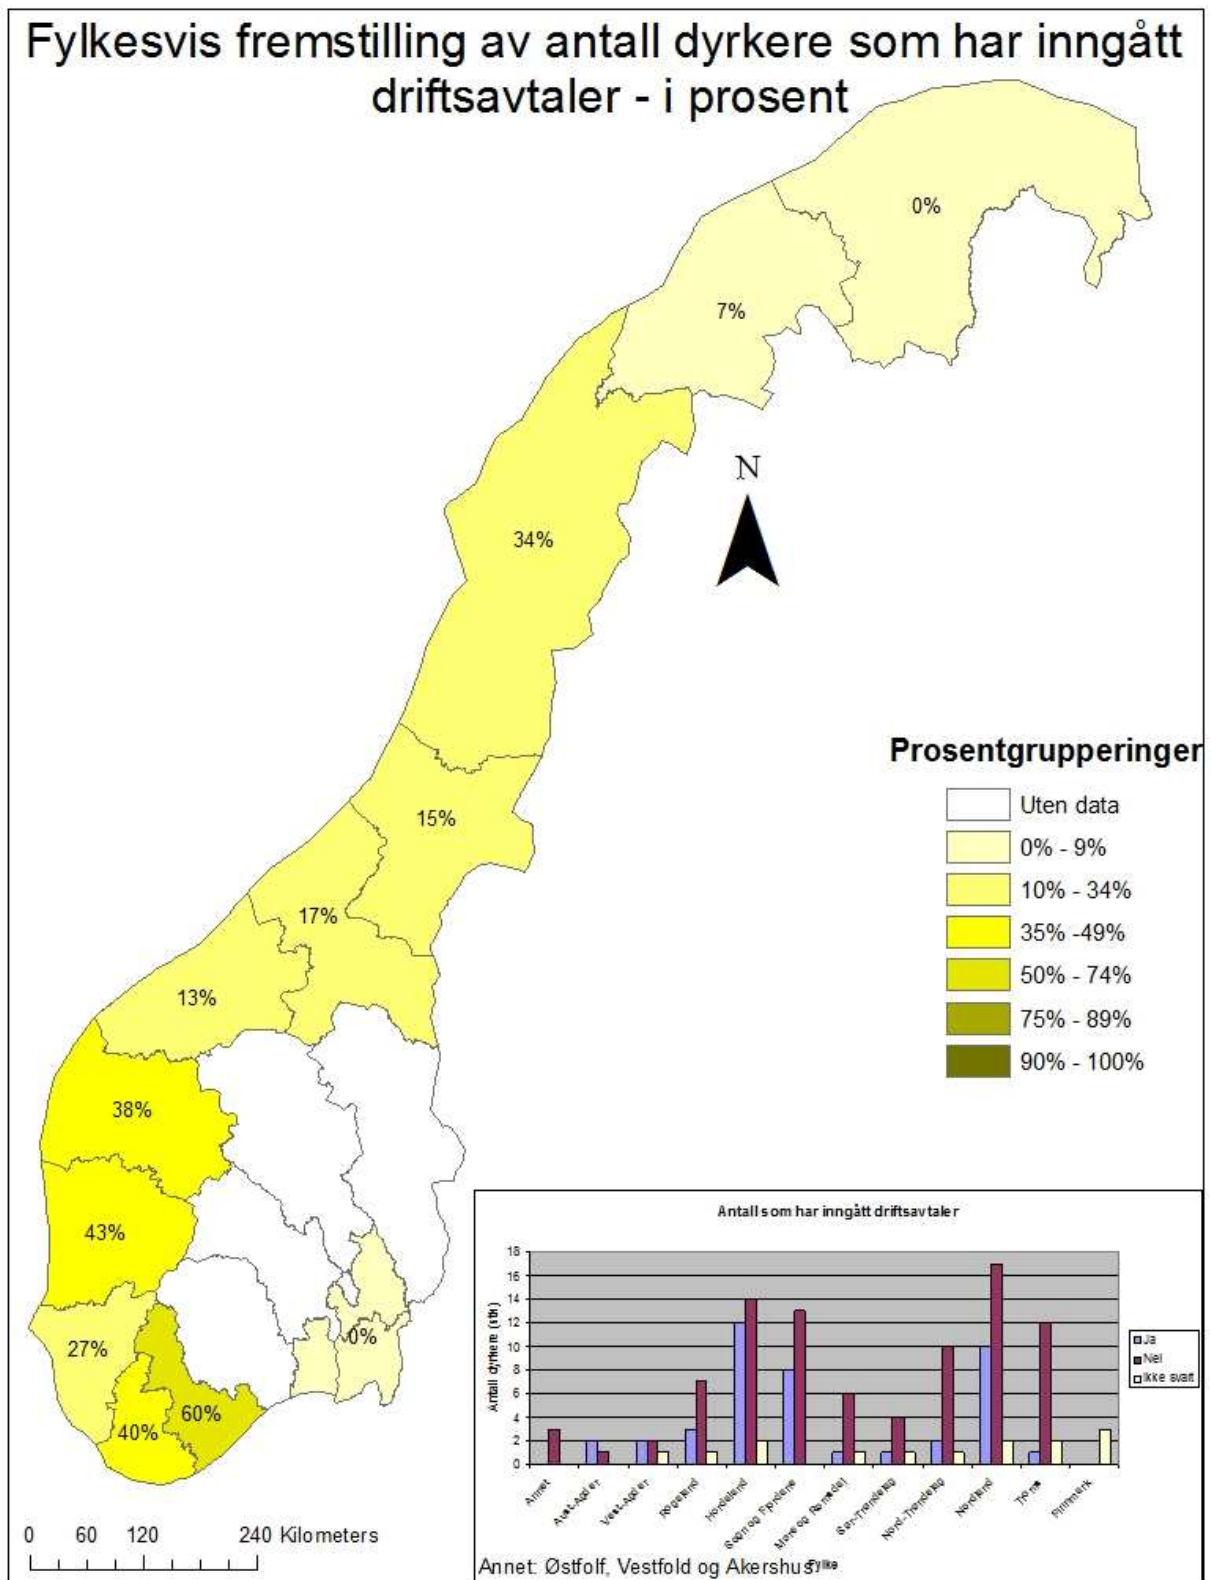 Fylkesvis fremstilling av antall dyrkere som har inngått
driftsavtaler - i prosent
0%
7%
N
34%
15%
17%
13%
38%
43%
27%
0%
60%
40%
Prosentgrupperinger
Uten data
0% - 9%
10% - 34%
35% -49%
50% - 74%
75% - 89%
90% - 100%
0 60 120 240 Kilometers
Antall som har inngått driftsavtaler
Antall dyrkere (stk)
18
16
14
12
10
8
6
4
2
0
Ja
Nei
Ikke svart
Annet
Aust-Agder
Vest-Agder
Rogaland
Hordaland
Sogn og Fjordane
Møre og Romsdal
Sør-Trøndelag
Nord-Trøndelag
Nordland
Troms
Finnmark
Fylke
Annet: Østfolf, Vestfold og Akershus